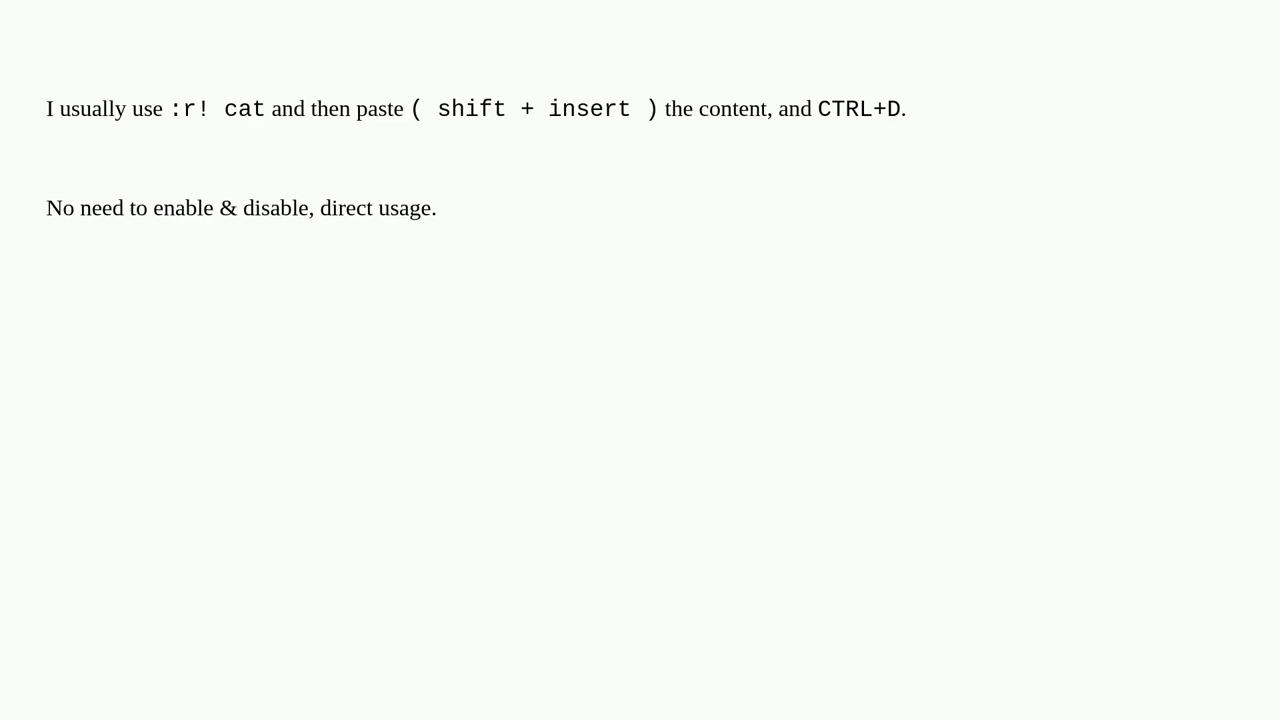 I usually use :r! cat and then paste ( shift + insert ) the content, and CTRL+D.
No need to enable & disable, direct usage.